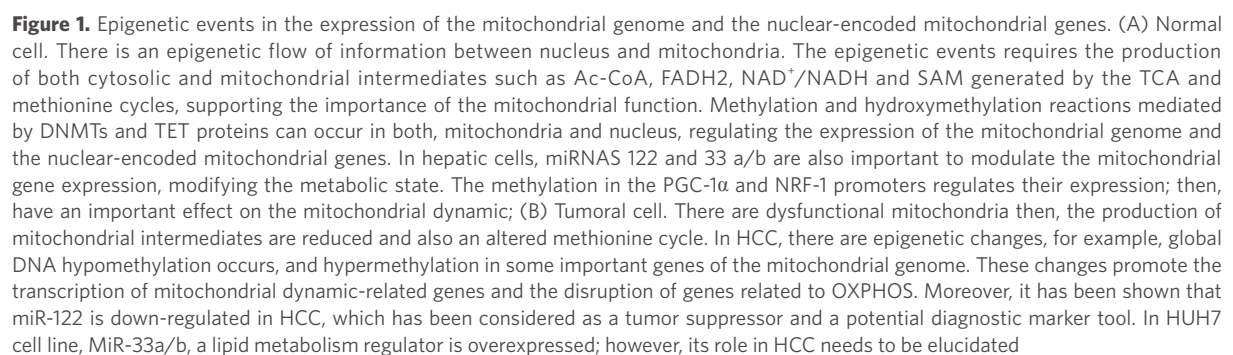 Figure 1. Epigenetic events in the expression of the mitochondrial genome and the nuclear-encoded mitochondrial genes. (A) Normal
cell. There is an epigenetic flow of information between nucleus and mitochondria. The epigenetic events requires the production
of both cytosolic and mitochondrial intermediates such as Ac-CoA, FADH2, NAD⁺/NADH and SAM generated by the TCA and
methionine cycles, supporting the importance of the mitochondrial function. Methylation and hydroxymethylation reactions mediated
by DNMTs and TET proteins can occur in both, mitochondria and nucleus, regulating the expression of the mitochondrial genome and
the nuclear-encoded mitochondrial genes. In hepatic cells, miRNAS 122 and 33 a/b are also important to modulate the mitochondrial
gene expression, modifying the metabolic state. The methylation in the PGC-1α and NRF-1 promoters regulates their expression; then,
have an important effect on the mitochondrial dynamic; (B) Tumoral cell. There are dysfunctional mitochondria then, the production of
mitochondrial intermediates are reduced and also an altered methionine cycle. In HCC, there are epigenetic changes, for example, global
DNA hypomethylation occurs, and hypermethylation in some important genes of the mitochondrial genome. These changes promote the
transcription of mitochondrial dynamic-related genes and the disruption of genes related to OXPHOS. Moreover, it has been shown that
miR-122 is down-regulated in HCC, which has been considered as a tumor suppressor and a potential diagnostic marker tool. In HUH7
cell line, MiR-33a/b, a lipid metabolism regulator is overexpressed; however, its role in HCC needs to be elucidated